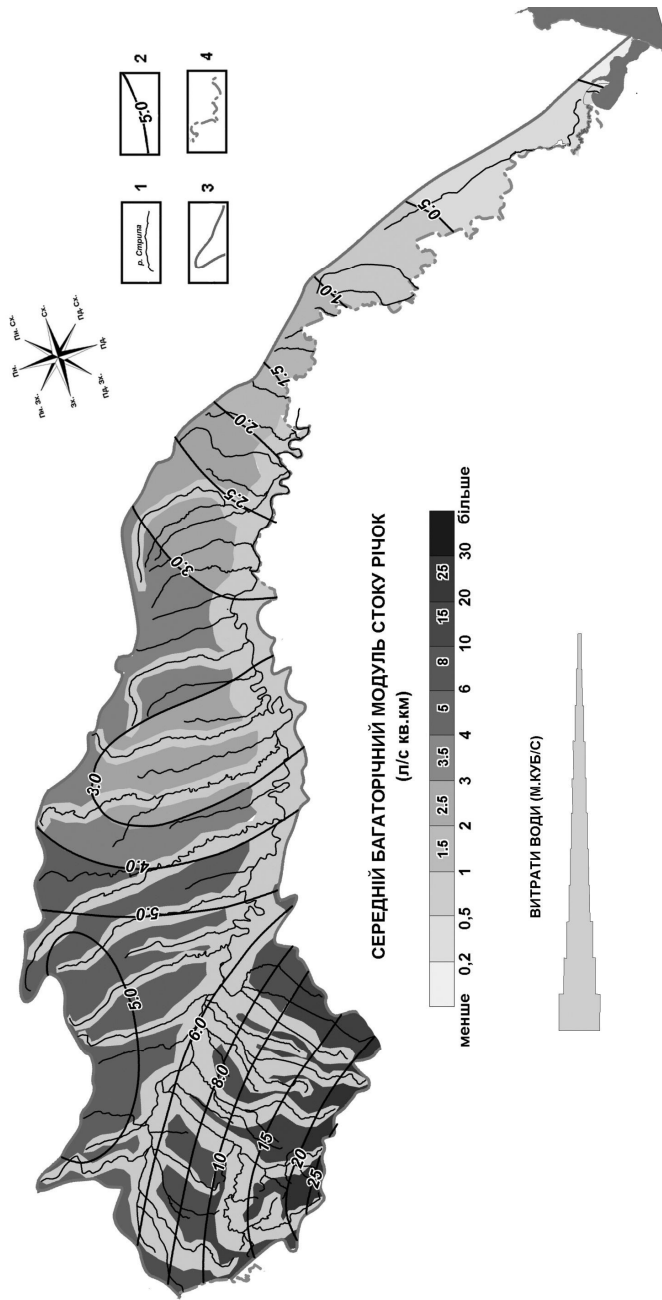 Пн.
Пн. Сх.
Сх.
Пд. Сх.
Пд.
Пд. Зх.
Зх.
Пн. Зх.
р. Стрипа
1
5.0
2
3
4
25
20
15
10
8.0
6.0
5.0
5.0
4.0
3.0
3.0
2.5
2.0
1.5
1.0
0.5
СЕРЕДНІЙ БАГАТОРІЧНИЙ МОДУЛЬ СТОКУ РІЧОК
(л/с кв.км)
1.5 2.5 3.5 5 8 15 25
менше 0,2 0,5 1 2 3 4 6 10 20 30 більше
ВИТРАТИ ВОДИ (М.КУБ/С)